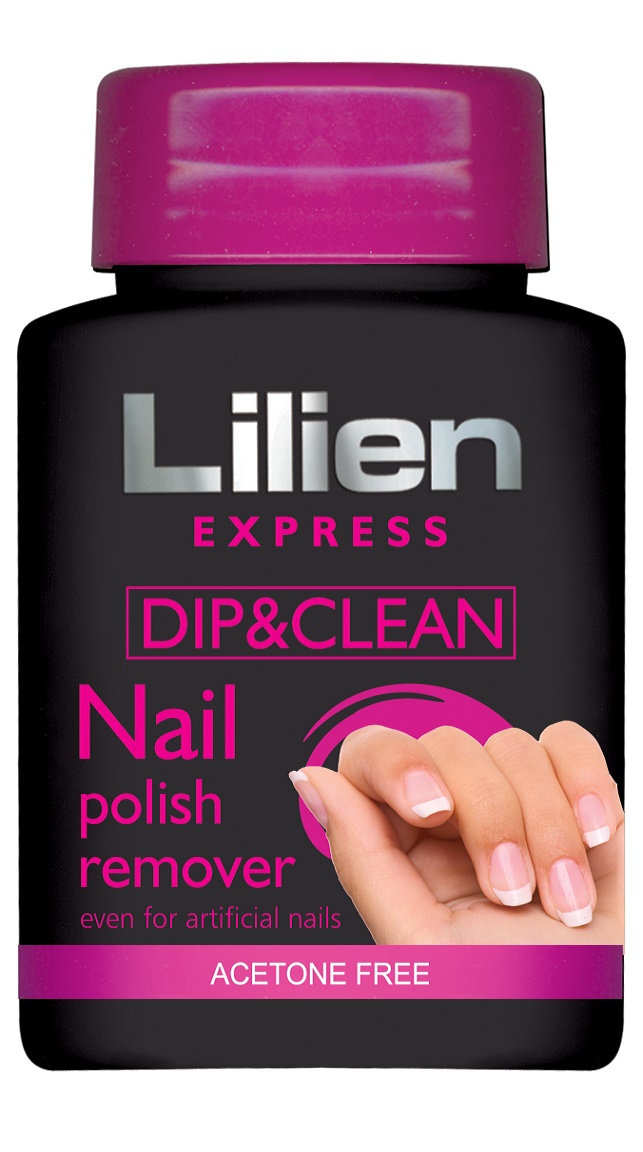 Lilien
EXPRESS
DIP&CLEAN
Nail
polish
remover
even for artificial nails
ACETONE FREE